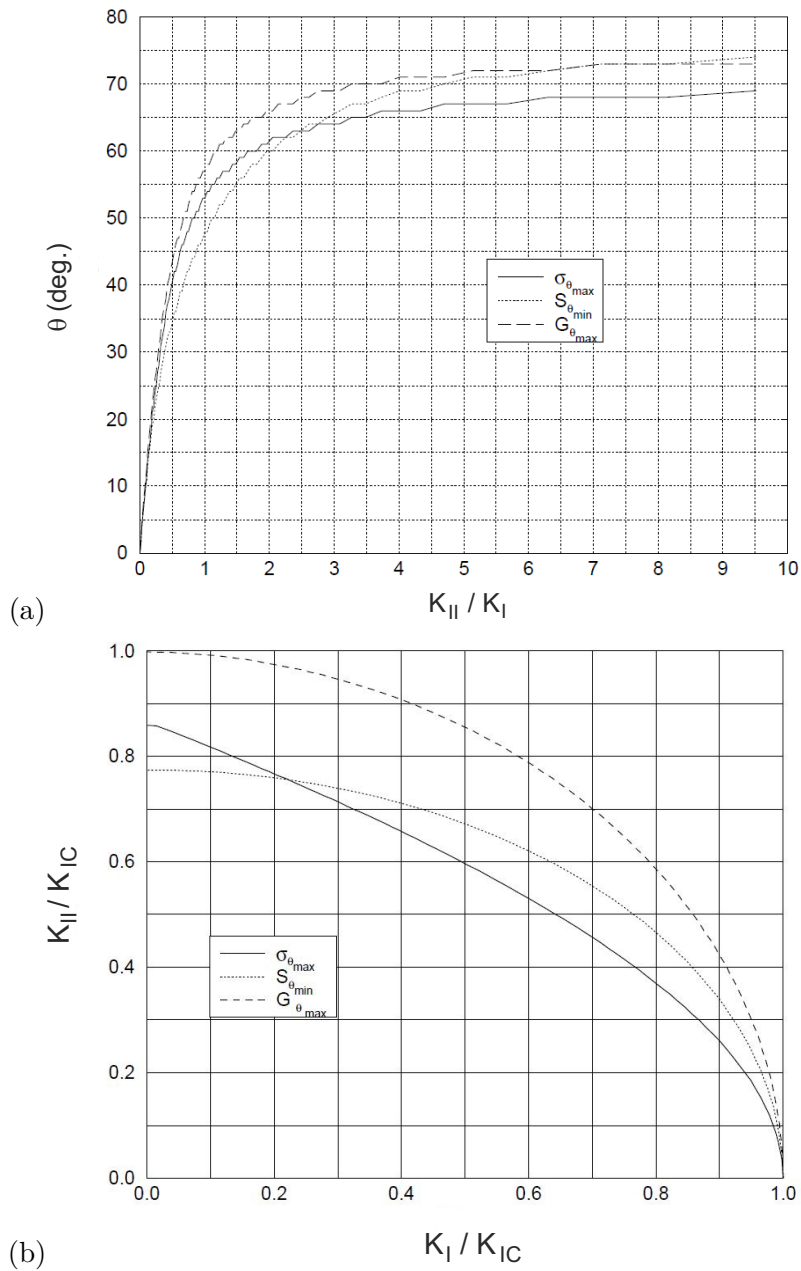 80
70
60
50
40
30
20
10
0
θ (deg.)
σθmax
Sθmin
Gθmax
0 1 2 3 4 5 6 7 8 9 10
KII / KI
(a)
1.0
0.8
0.6
0.4
0.2
0.0
KII / KIC
σθmax
Sθmin
G θmax
0.0 0.2 0.4 0.6 0.8 1.0
KI / KIC
(b)